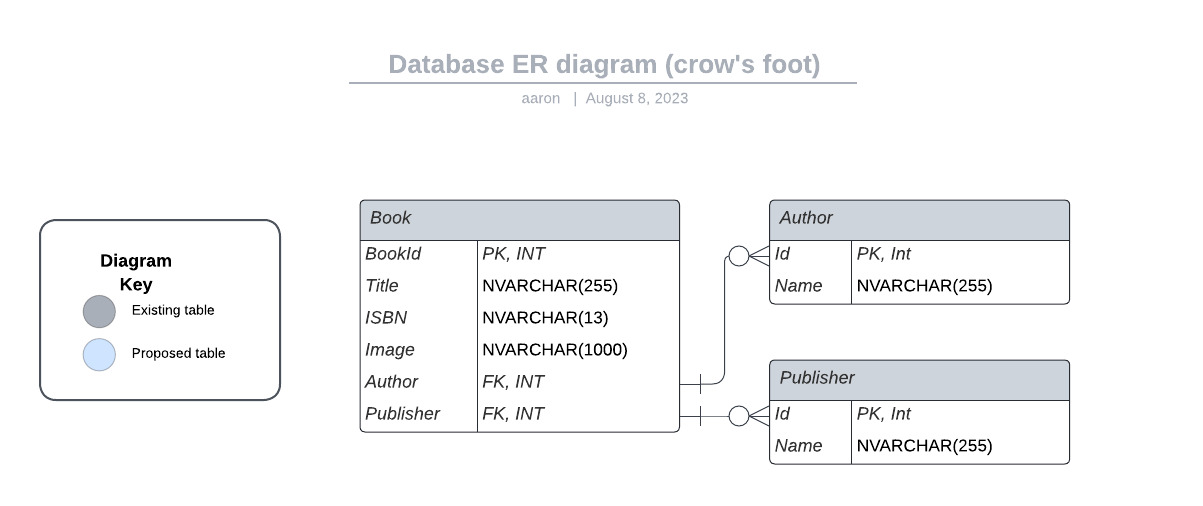 Database ER diagram (crow's foot)
aaron | August 8, 2023
Diagram
Key
Existing table
Proposed table
Book
BookId PK, INT
Title NVARCHAR(255)
ISBN NVARCHAR(13)
Image NVARCHAR(1000)
Author FK, INT
Publisher FK, INT
Author
Id PK, Int
Name NVARCHAR(255)
Publisher
Id PK, Int
Name NVARCHAR(255)